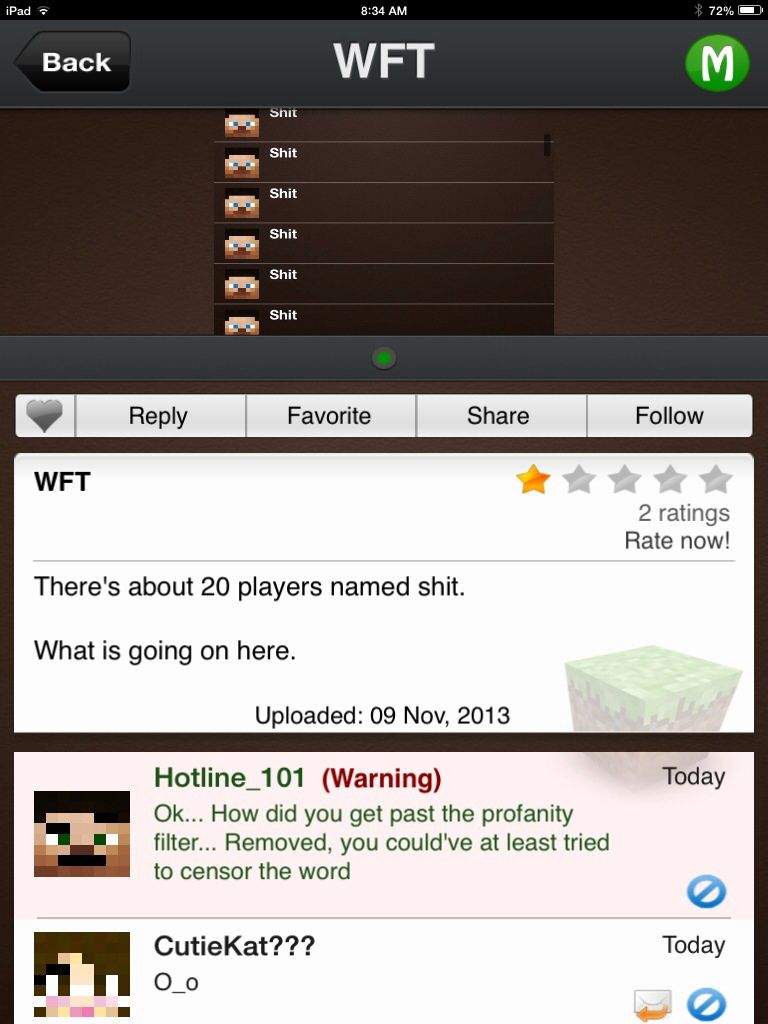 iPad 8:34 AM 72%
Back WFT M
Shit
Shit
Shit
Shit
Shit
Shit
Reply Favorite Share Follow
WFT
2 ratings
Rate now!
There's about 20 players named shit.
What is going on here.
Uploaded: 09 Nov, 2013
Hotline_101 (Warning) Today
Ok... How did you get past the profanity
filter... Removed, you could've at least tried
to censor the word
CutieKat??? Today
O_o